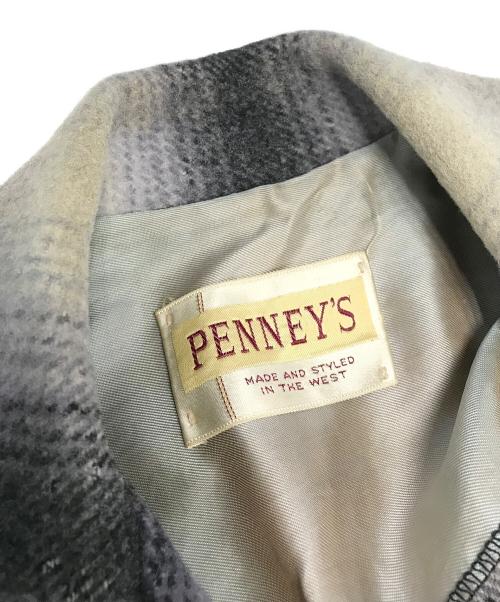 PENNEY'S
MADE AND STYLED
IN THE WEST